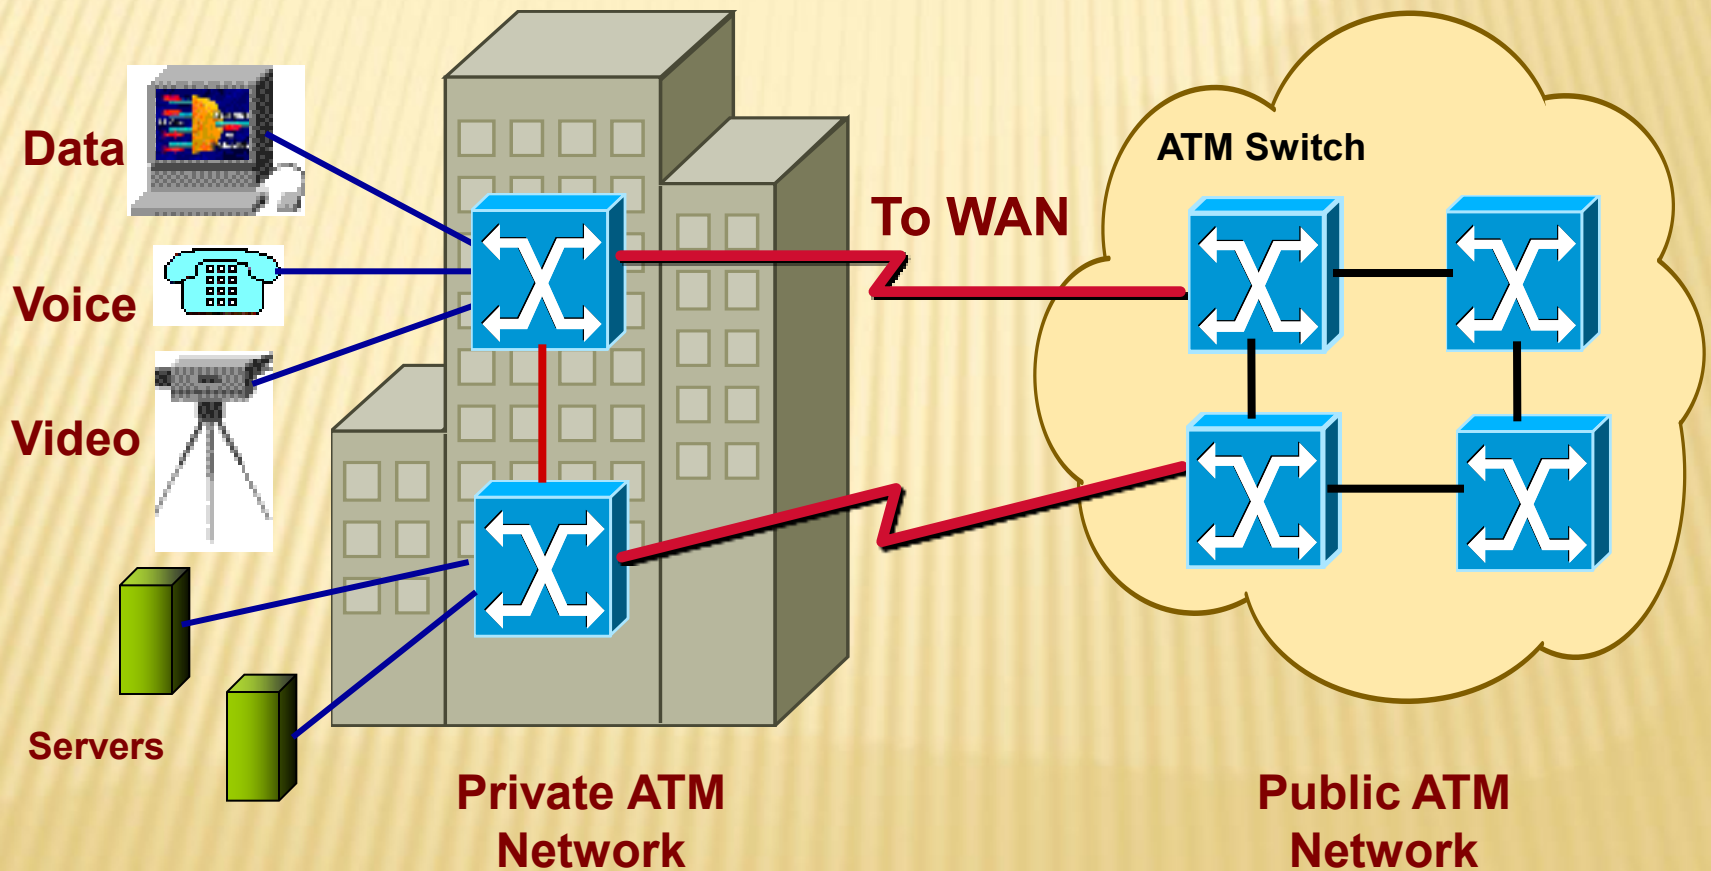 Data
Voice
Video
Servers
To WAN
ATM Switch
Private ATM
Network
Public ATM
Network